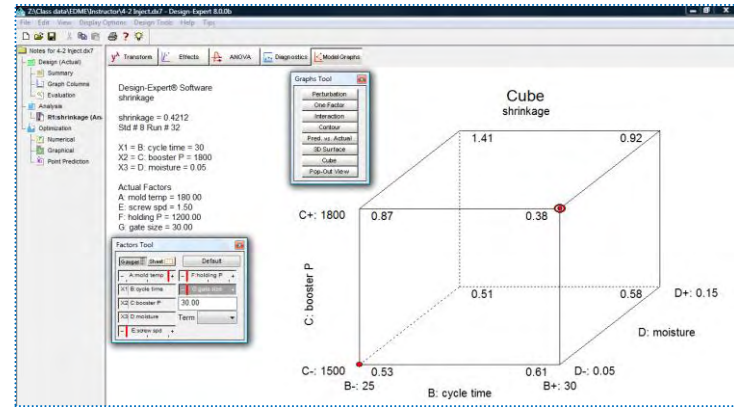 Z:\Class data\EDME\Instructor\4-2 Inject.dx7 - Design-Expert 8.0.0b
File Edit View Display Options Design Tools Help Tips
Notes for 4-2 Inject.dx7
Design (Actual)
Summary
Graph Columns
Evaluation
Analysis
R1:shrinkage (An
Optimization
Numerical
Graphical
Point Prediction
Transform
Effects
ANOVA
Diagnostics
Model Graphs
Design-Expert® Software
shrinkage
shrinkage = 0.4212
Std # 8 Run # 32
X1 = B: cycle time = 30
X2 = C: booster P = 1800
X3 = D: moisture = 0.05
Actual Factors
A: mold temp = 180.00
E: screw spd = 1.50
F: holding P = 1200.00
G: gate size = 30.00
Graphs Tool
Perturbation
One Factor
Interaction
Contour
Pred. vs. Actual
3D Surface
Cube
Pop-Out View
Factors Tool
Gauges Sheet Default
- A:mold temp + - F:holding P +
X1 B:cycle time - G:gate size +
X2 C:booster P 30.00
X3 D:moisture Term
- E:screw spd +
Cube
shrinkage
1.41 0.92
C+: 1800 0.87 0.38
C: booster P
0.51 0.58 D+: 0.15
D: moisture
C-: 1500 0.53 0.61 D-: 0.05
B-: 25 B+: 30
B: cycle time